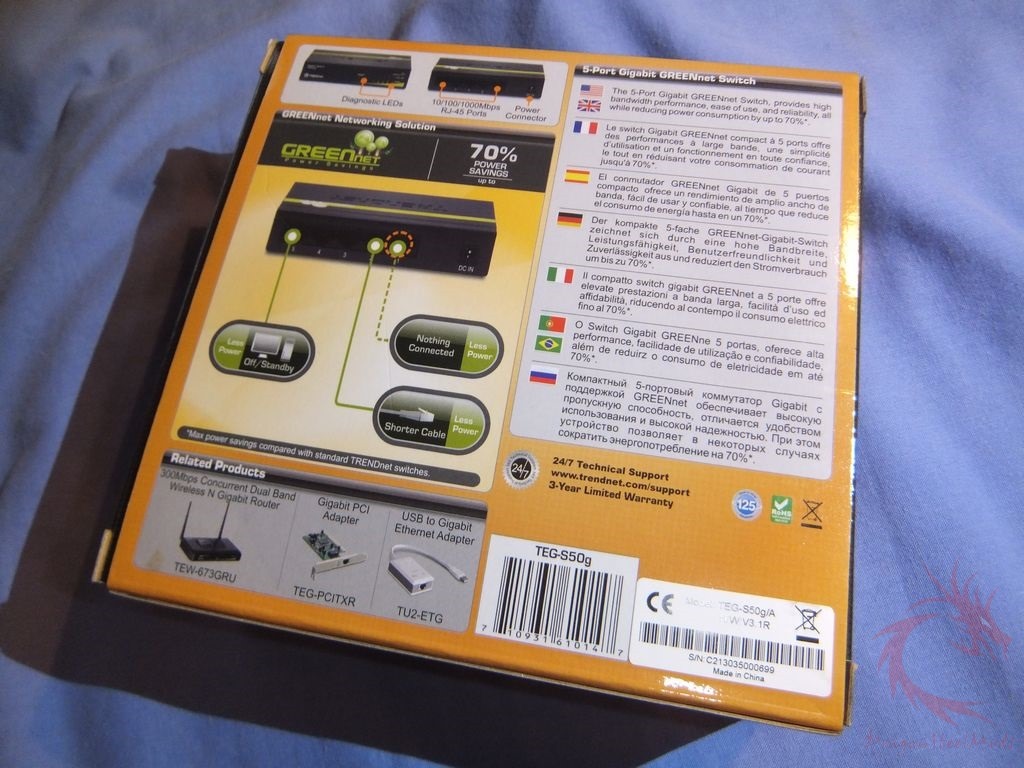 Diagnostic LEDs
10/100/1000Mbps
RJ-45 Ports
Power
Connector
GREENnet Networking Solution
GREENnet
Power Savings
70%
POWER
SAVINGS
up to
4
3
DC IN
Less
Power
Off/Standby
Nothing
Connected
Less
Power
Shorter Cable
Less
Power
*Max power savings compared with standard TRENDnet switches.
Related Products
300Mbps Concurrent Dual Band
Wireless N Gigabit Router
TEW-673GRU
Gigabit PCI
Adapter
TEG-PCITXR
USB to Gigabit
Ethernet Adapter
TU2-ETG
5-Port Gigabit GREENnet Switch
The 5-Port Gigabit GREENnet Switch, provides high
bandwidth performance, ease of use, and reliability, all
while reducing power consumption by up to 70%*.
Le switch Gigabit GREENnet compact à 5 ports offre
des performances à large bande, une simplicité
d'utilisation et un fonctionnement en toute confiance,
le tout en réduisant votre consommation de courant
jusqu'à 70%*.
El conmutador GREENnet Gigabit de 5 puertos
compacto ofrece un rendimiento de amplio ancho de
banda, fácil de usar y confiable, al tiempo que reduce
el consumo de energía hasta en un 70%*.
Der kompakte 5-fache GREENnet-Gigabit-Switch
zeichnet sich durch eine hohe Bandbreite,
Leistungsfähigkeit, Benutzerfreundlichkeit und
Zuverlässigkeit aus und reduziert den Stromverbrauch
um bis zu 70%*.
Il compatto switch gigabit GREENnet a 5 porte offre
elevate prestazioni a banda larga, facilità d'uso ed
affidabilità, riducendo al contempo il consumo elettrico
fino al 70%*.
O Switch Gigabit GREENne 5 portas, oferece alta
performance, facilidade de utilização e confiabilidade,
além de reduirz o consumo de eletricidade em até
70%*.
Компактный 5-портовый коммутатор Gigabit с
поддержкой GREENnet обеспечивает высокую
пропускную способность, отличается удобством
использования и высокой надежностью. При этом
устройство позволяет в некоторых случаях
сократить энергопотребление на 70%*.
24/7
24/7 Technical Support
www.trendnet.com/support
3-Year Limited Warranty
125
RoHS
TEG-S50g
7 10931 61014 7
CE
Model: TEG-S50g/A
H/W V3.1R
S/N:C213035000699
Made in China